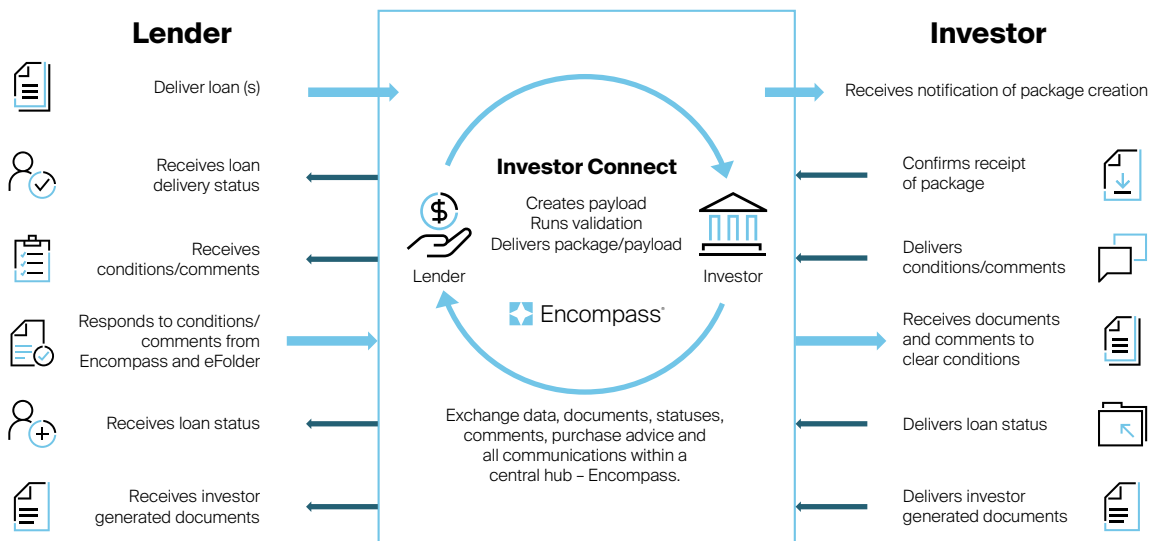 Lender
Deliver loan (s)
Receives loan
delivery status
Receives
conditions/comments
Responds to conditions/
comments from
Encompass and eFolder
Receives loan status
Receives investor
generated documents
Investor Connect
Creates payload
Runs validation
Delivers package/payload
$
Lender
Investor
Encompass®
Exchange data, documents, statuses,
comments, purchase advice and
all communications within a
central hub – Encompass.
Investor
Receives notification of package creation
Confirms receipt
of package
Delivers
conditions/comments
Receives documents
and comments to
clear conditions
Delivers loan status
Delivers investor
generated documents